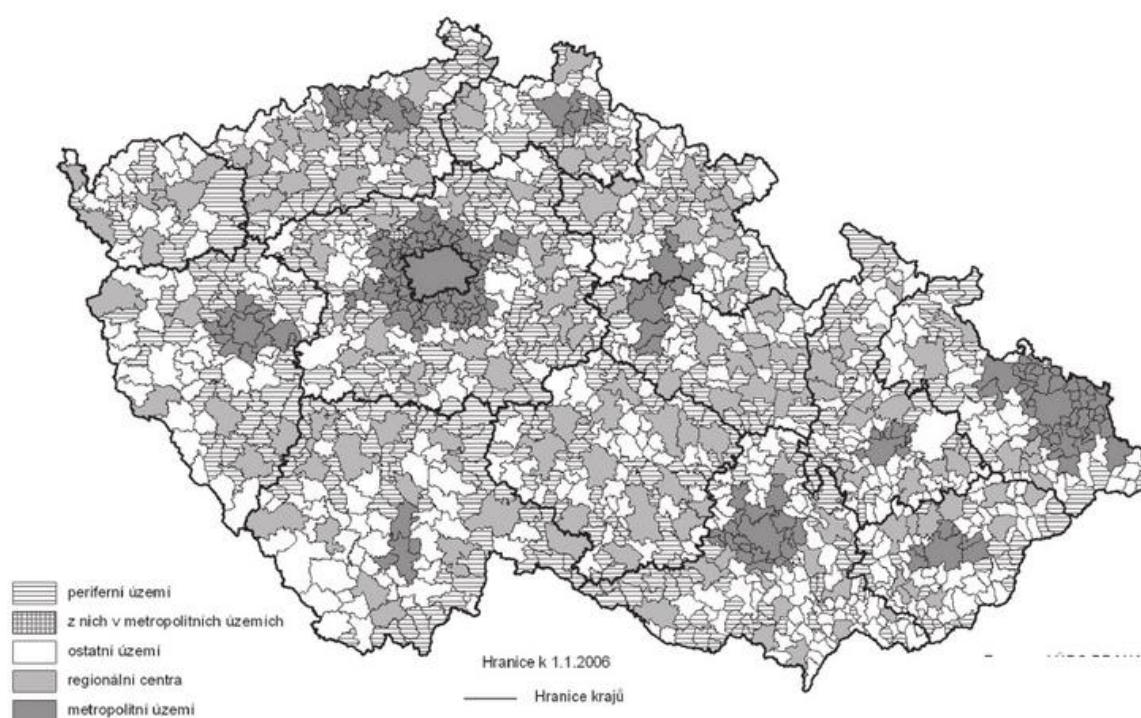 periferní území
z nich v metropolitních územích
ostatní území
regionální centra
metropolitní území
Hranice k 1.1.2006
Hranice krajů